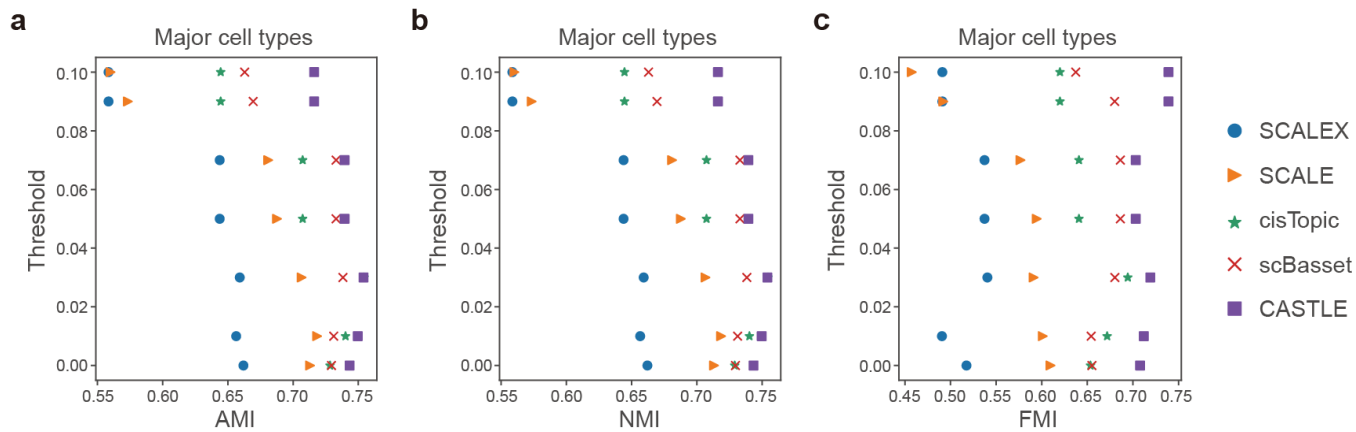 a
Major cell types
Threshold
0.10
0.08
0.06
0.04
0.02
0.00
0.55 0.60 0.65 0.70 0.75
AMI
b
Major cell types
Threshold
0.10
0.08
0.06
0.04
0.02
0.00
0.55 0.60 0.65 0.70 0.75
NMI
c
Major cell types
Threshold
0.10
0.08
0.06
0.04
0.02
0.00
0.45 0.50 0.55 0.60 0.65 0.70 0.75
FMI
SCALEX
SCALE
cisTopic
scBasset
CASTLE